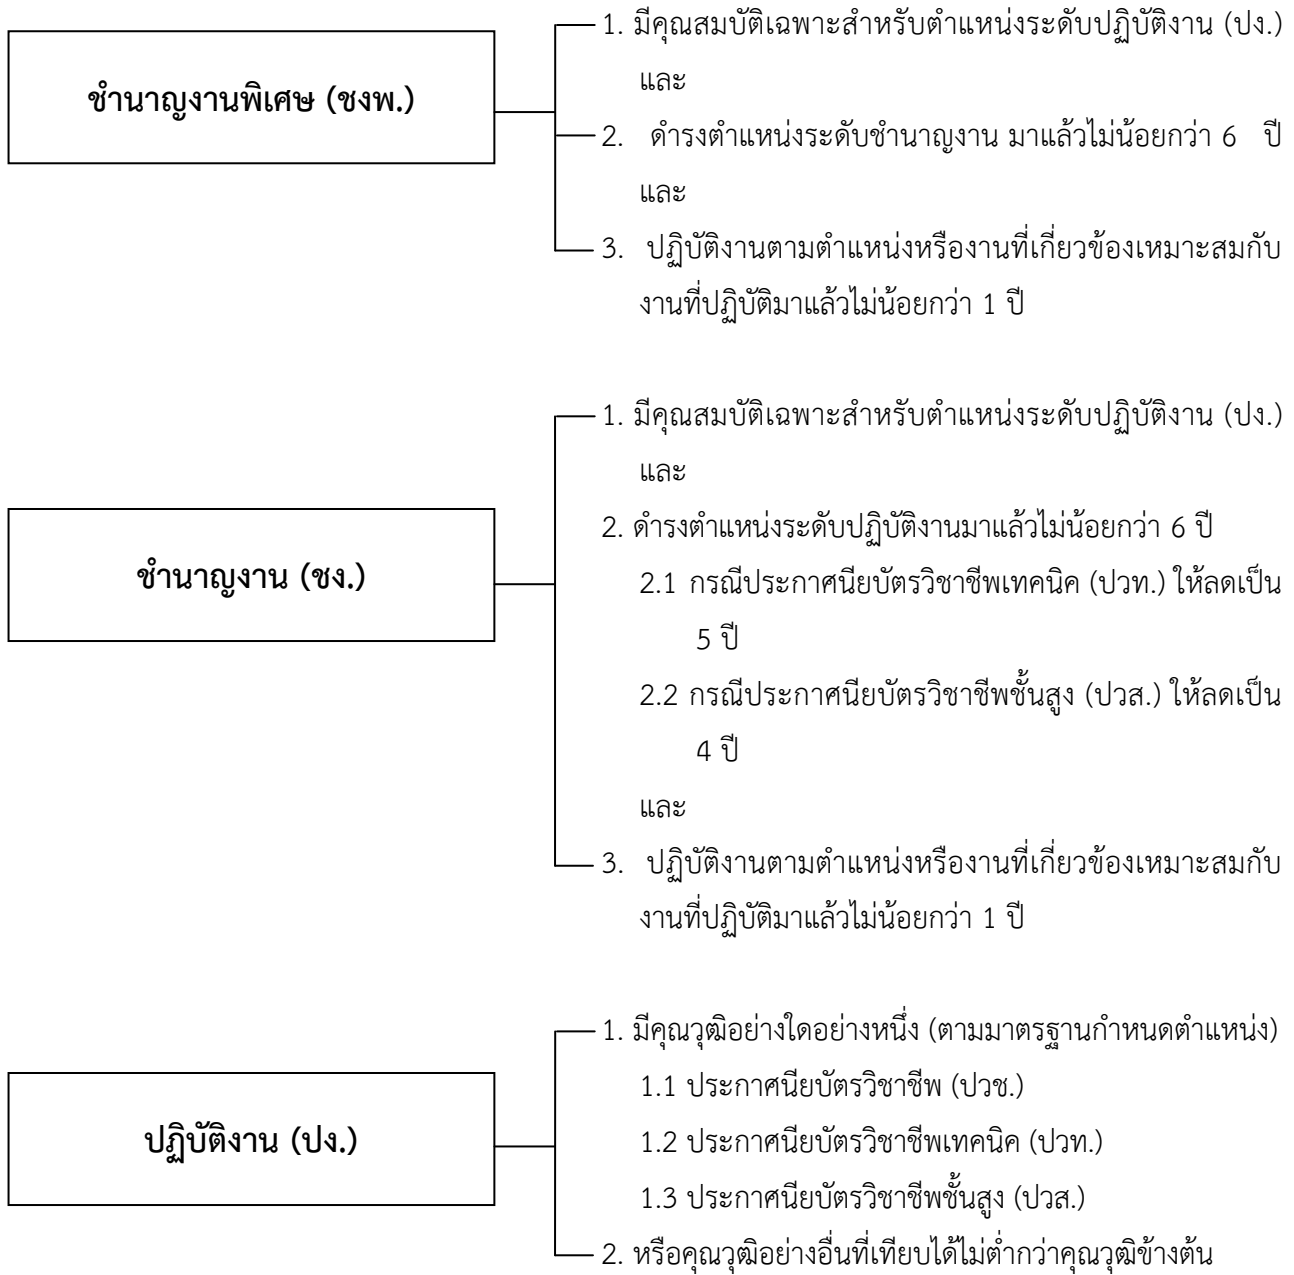 ชำนาญงานพิเศษ (ชงพ.)
1. มีคุณสมบัติเฉพาะสำหรับตำแหน่งระดับปฏิบัติงาน (ปง.)
และ
2. ดำรงตำแหน่งระดับชำนาญงาน มาแล้วไม่น้อยกว่า 6 ปี
และ
3. ปฏิบัติงานตามตำแหน่งหรืองานที่เกี่ยวข้องเหมาะสมกับ
งานที่ปฏิบัติมาแล้วไม่น้อยกว่า 1 ปี
ชำนาญงาน (ชง.)
1. มีคุณสมบัติเฉพาะสำหรับตำแหน่งระดับปฏิบัติงาน (ปง.)
และ
2. ดำรงตำแหน่งระดับปฏิบัติงานมาแล้วไม่น้อยกว่า 6 ปี
2.1 กรณีประกาศนียบัตรวิชาชีพเทคนิค (ปวท.) ให้ลดเป็น
5 ปี
2.2 กรณีประกาศนียบัตรวิชาชีพชั้นสูง (ปวส.) ให้ลดเป็น
4 ปี
และ
3. ปฏิบัติงานตามตำแหน่งหรืองานที่เกี่ยวข้องเหมาะสมกับ
งานที่ปฏิบัติมาแล้วไม่น้อยกว่า 1 ปี
ปฏิบัติงาน (ปง.)
1. มีคุณวุฒิอย่างใดอย่างหนึ่ง (ตามมาตรฐานกำหนดตำแหน่ง)
1.1 ประกาศนียบัตรวิชาชีพ (ปวช.)
1.2 ประกาศนียบัตรวิชาชีพเทคนิค (ปวท.)
1.3 ประกาศนียบัตรวิชาชีพชั้นสูง (ปวส.)
2. หรือคุณวุฒิอย่างอื่นที่เทียบได้ไม่ต่ำกว่าคุณวุฒิข้างต้น